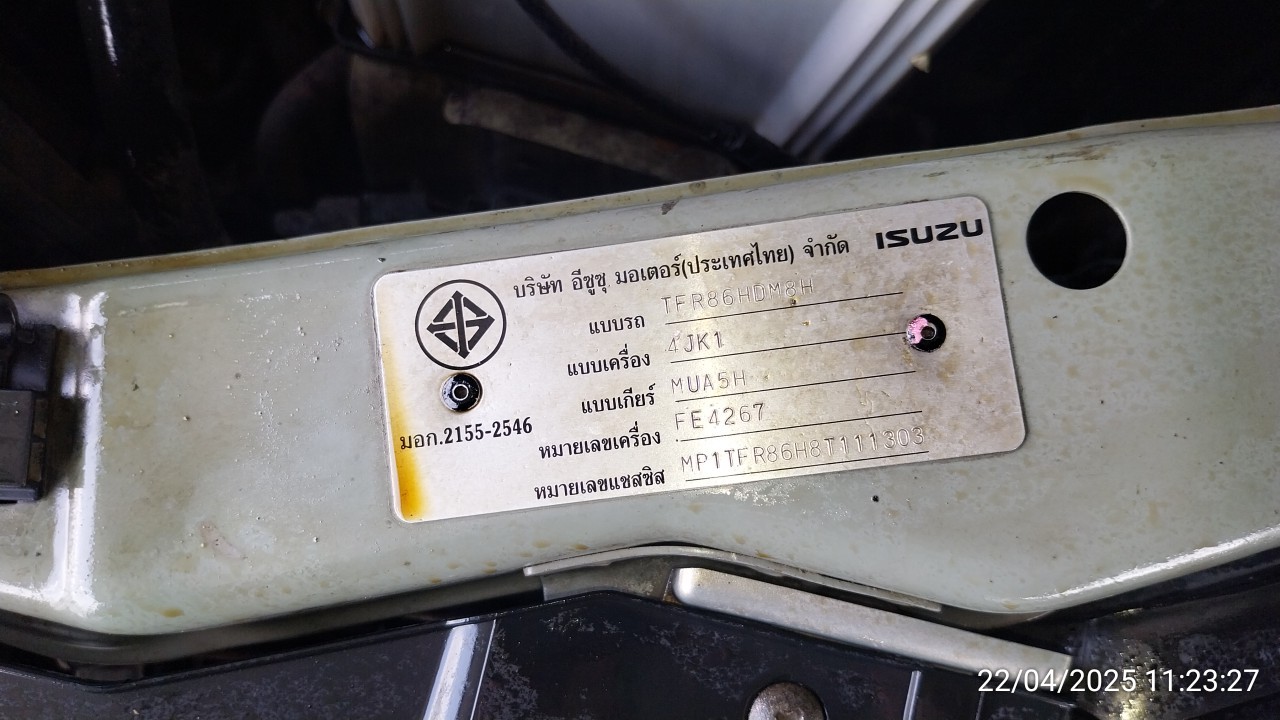 บริษัท อีซูซุ มอเตอร์(ประเทศไทย) จำกัด ISUZU
แบบรถ TFR86HDM8H
แบบเครื่อง 4JK1
แบบเกียร์ MUA5H
มอก.2155-2546
หมายเลขเครื่อง FE4267
หมายเลขแชสซิส MP1TFR86H8T111303
22/04/2025 11:23:27